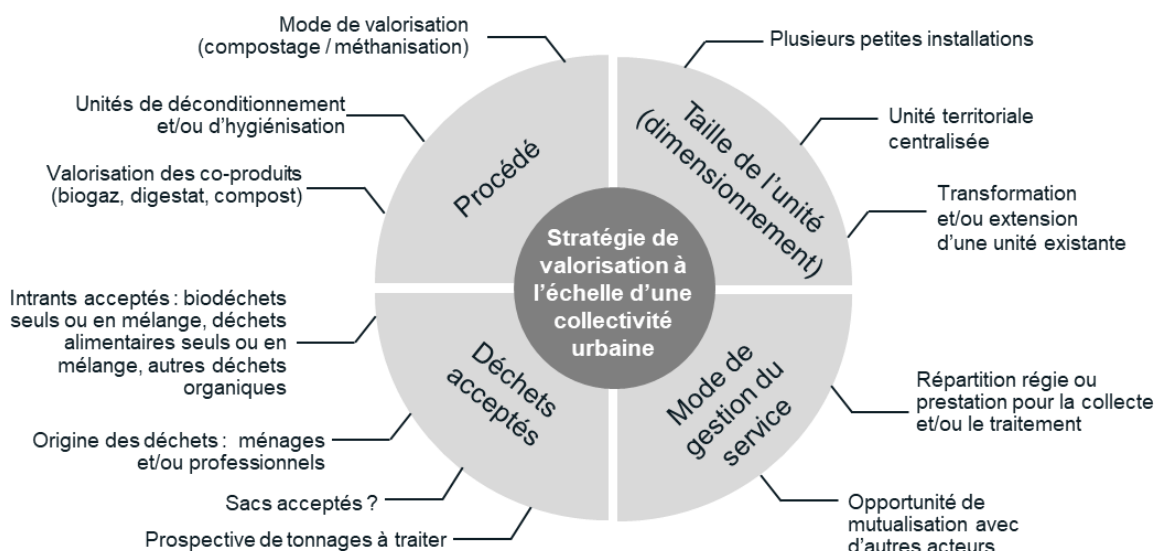 Mode de valorisation
(compostage / méthanisation)
Unités de déconditionnement
et/ou d'hygiénisation
Valorisation des co-produits
(biogaz, digestat, compost)
Procédé
Plusieurs petites installations
Unité territoriale
centralisée
Transformation
et/ou extension
d'une unité existante
Taille de l'unité
(dimensionnement)
Stratégie de
valorisation à
l'échelle d'une
collectivité
urbaine
Intrants acceptés : biodéchets
seuls ou en mélange, déchets
alimentaires seuls ou en
mélange, autres déchets
organiques
Origine des déchets : ménages
et/ou professionnels
Sacs acceptés ?
Prospective de tonnages à traiter
Déchets
acceptés
Mode de
gestion du
service
Répartition régie ou
prestation pour la collecte
et/ou le traitement
Opportunité de
mutualisation avec
d'autres acteurs